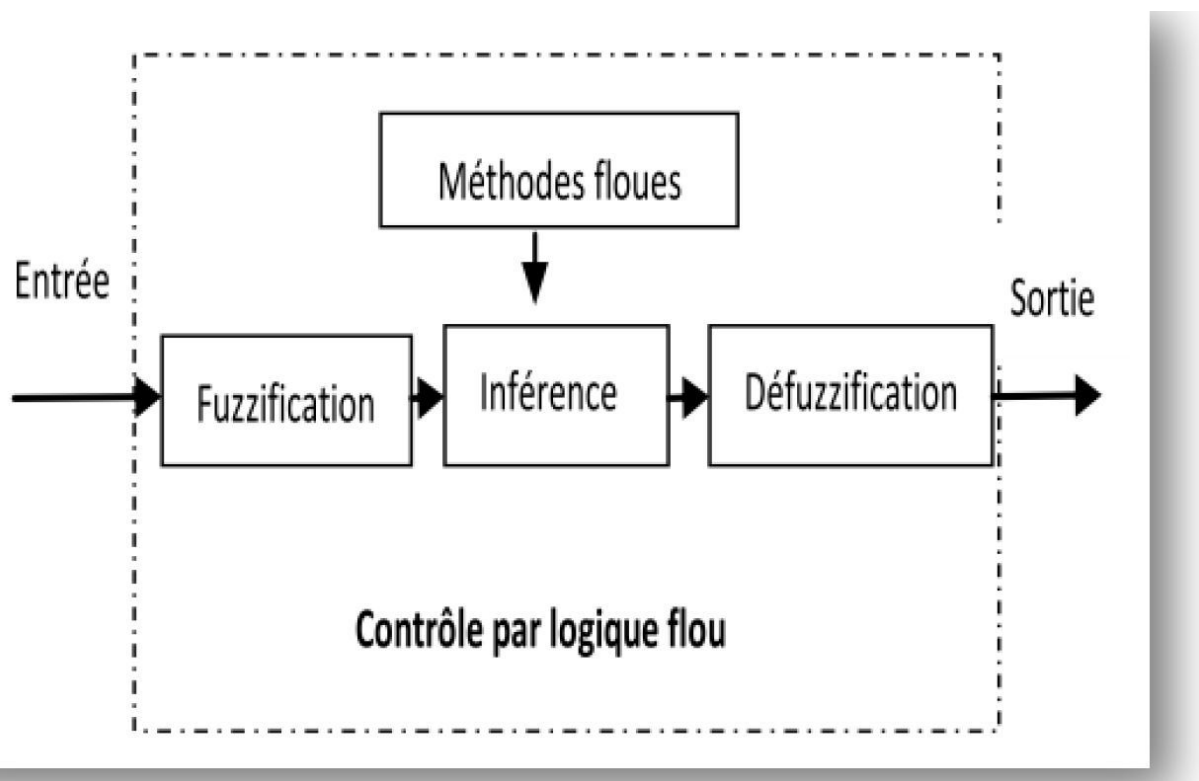 Méthodes floues
Entrée
Sortie
Fuzzification
Inférence
Défuzzification
Contrôle par logique flou